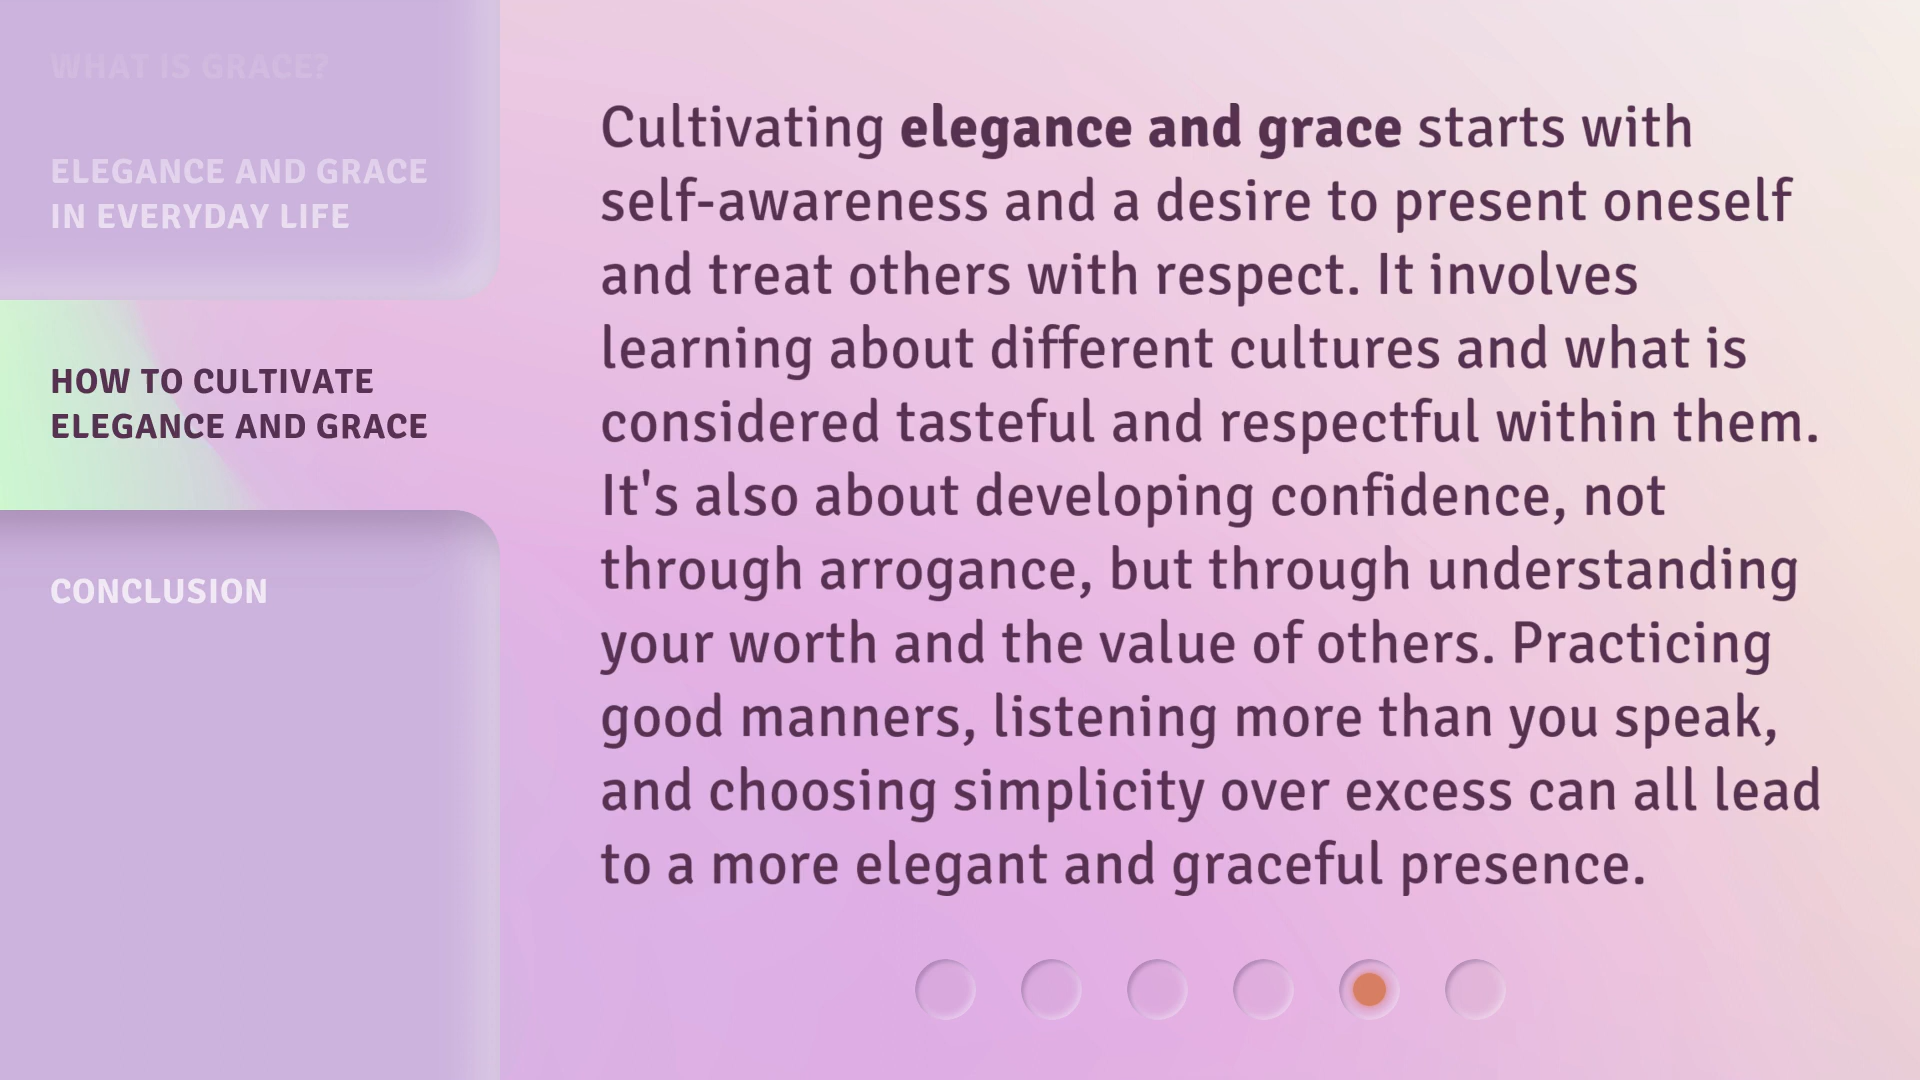 WHAT IS GRACE?
ELEGANCE AND GRACE
IN EVERYDAY LIFE
HOW TO CULTIVATE
ELEGANCE AND GRACE
CONCLUSION
Cultivating elegance and grace starts with
self-awareness and a desire to present oneself
and treat others with respect. It involves
learning about different cultures and what is
considered tasteful and respectful within them.
It's also about developing confidence, not
through arrogance, but through understanding
your worth and the value of others. Practicing
good manners, listening more than you speak,
and choosing simplicity over excess can all lead
to a more elegant and graceful presence.